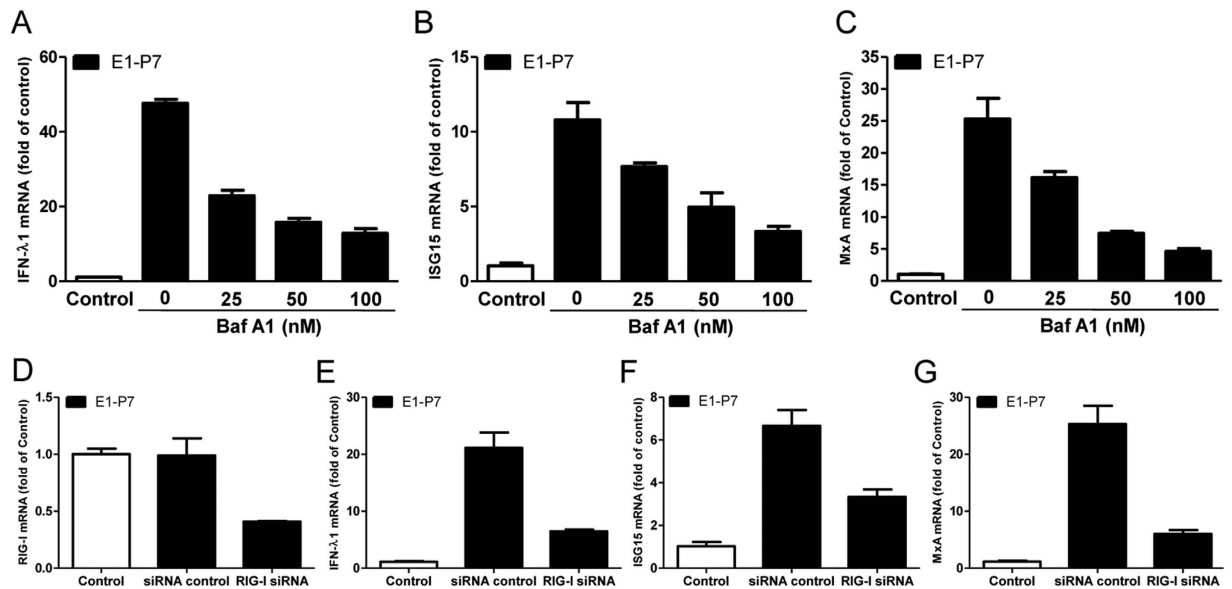 A
E1-P7
IFN-λ1 mRNA (fold of control)
60
40
20
0
Control 0 25 50 100
Baf A1 (nM)
B
E1-P7
ISG15 mRNA (fold of control)
15
10
5
0
Control 0 25 50 100
Baf A1 (nM)
C
E1-P7
MxA mRNA (fold of Control)
35
30
25
20
15
10
5
0
Control 0 25 50 100
Baf A1 (nM)
D
E1-P7
RIG-I mRNA (fold of Control)
1.5
1.0
0.5
0.0
Control siRNA control RIG-I siRNA
E
E1-P7
IFN-λ1 mRNA (fold of Control)
30
20
10
0
Control siRNA control RIG-I siRNA
F
E1-P7
ISG15 mRNA (fold of Control)
8
6
4
2
0
Control siRNA control RIG-I siRNA
G
E1-P7
MxA mRNA (fold of Control)
30
20
10
0
Control siRNA control RIG-I siRNA